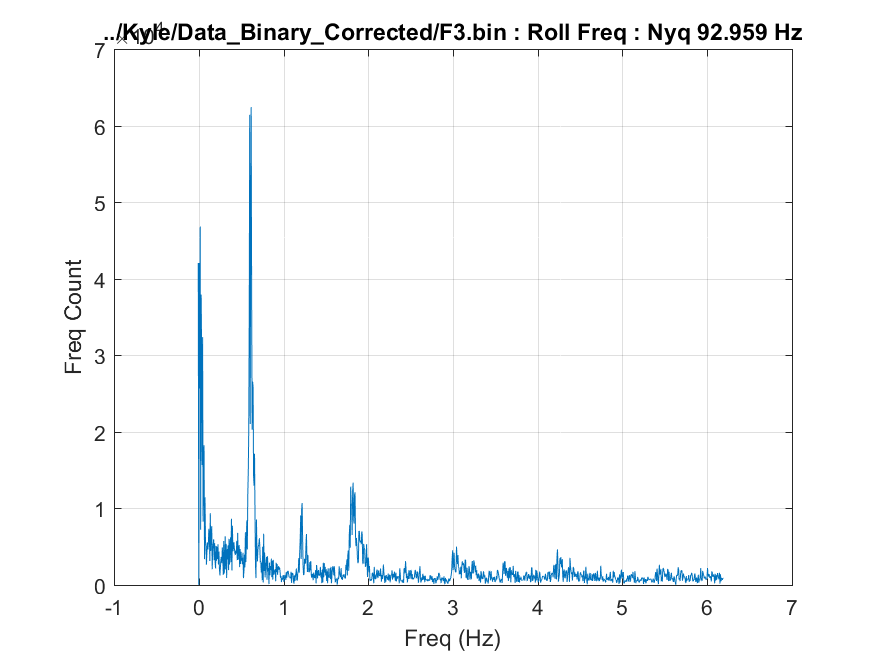 ../Kyle/Data_Binary_Corrected/F3.bin : Roll Freq : Nyq 92.959 Hz
×10⁴
7
6
5
4
3
2
1
0
Freq Count
-1 0 1 2 3 4 5 6 7
Freq (Hz)